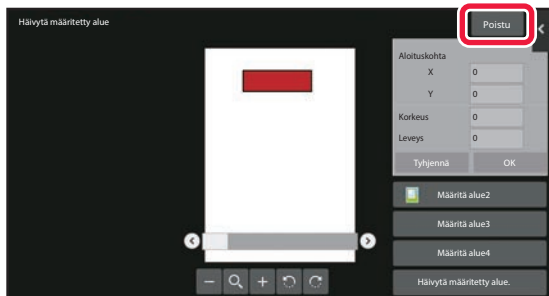 Häivytä määritetty alue
Poistu
Aloituskohta
X 0
Y 0
Korkeus 0
Leveys 0
Tyhjennä OK
Määritä alue2
Määritä alue3
Määritä alue4
Häivytä määritetty alue.